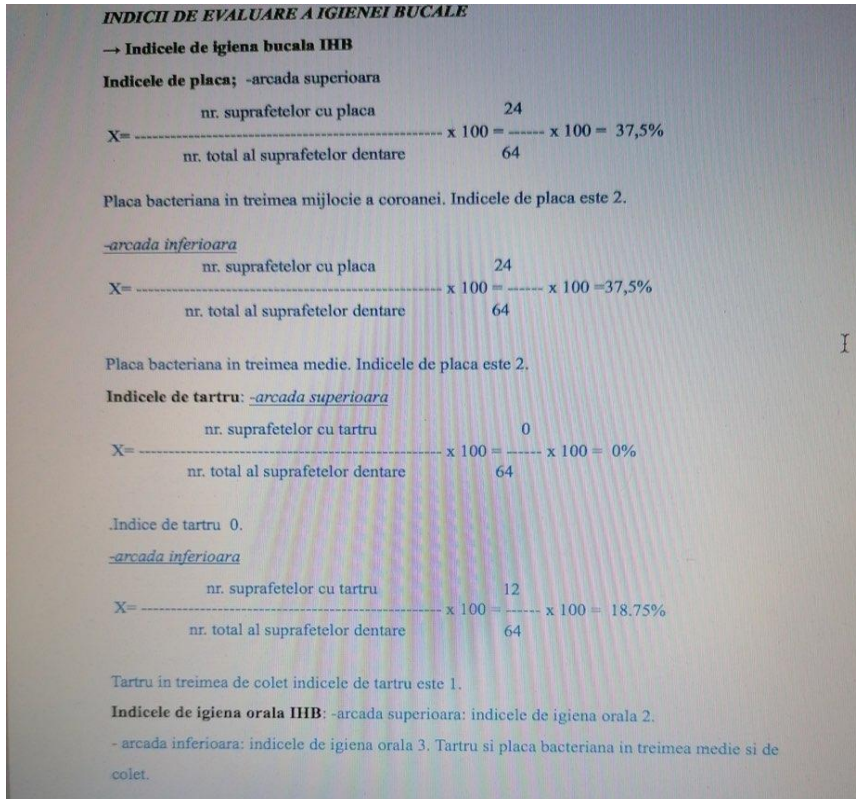 INDICII DE EVALUARE A IGIENEI BUCALE
→ Indicele de igiena bucala IHB
Indicele de placa; -arcada superioara
nr. suprafetelor cu placa 24
X= ---------------------------------------------------- x 100 = ------ x 100 = 37,5%
nr. total al suprafetelor dentare 64
Placa bacteriana in treimea mijlocie a coroanei. Indicele de placa este 2.
-arcada inferioara
nr. suprafetelor cu placa 24
X= ---------------------------------------------------- x 100 = ------ x 100 =37,5%
nr. total al suprafetelor dentare 64
Placa bacteriana in treimea medie. Indicele de placa este 2.
Indicele de tartru: -arcada superioara
nr. suprafetelor cu tartru 0
X= ---------------------------------------------------- x 100 = ------ x 100 = 0%
nr. total al suprafetelor dentare 64
.Indice de tartru 0.
-arcada inferioara
nr. suprafetelor cu tartru 12
X= ---------------------------------------------------- x 100 = ------ x 100 = 18.75%
nr. total al suprafetelor dentare 64
Tartru in treimea de colet indicele de tartru este 1.
Indicele de igiena orala IHB: -arcada superioara: indicele de igiena orala 2.
- arcada inferioara: indicele de igiena orala 3. Tartru si placa bacteriana in treimea medie si de
colet.